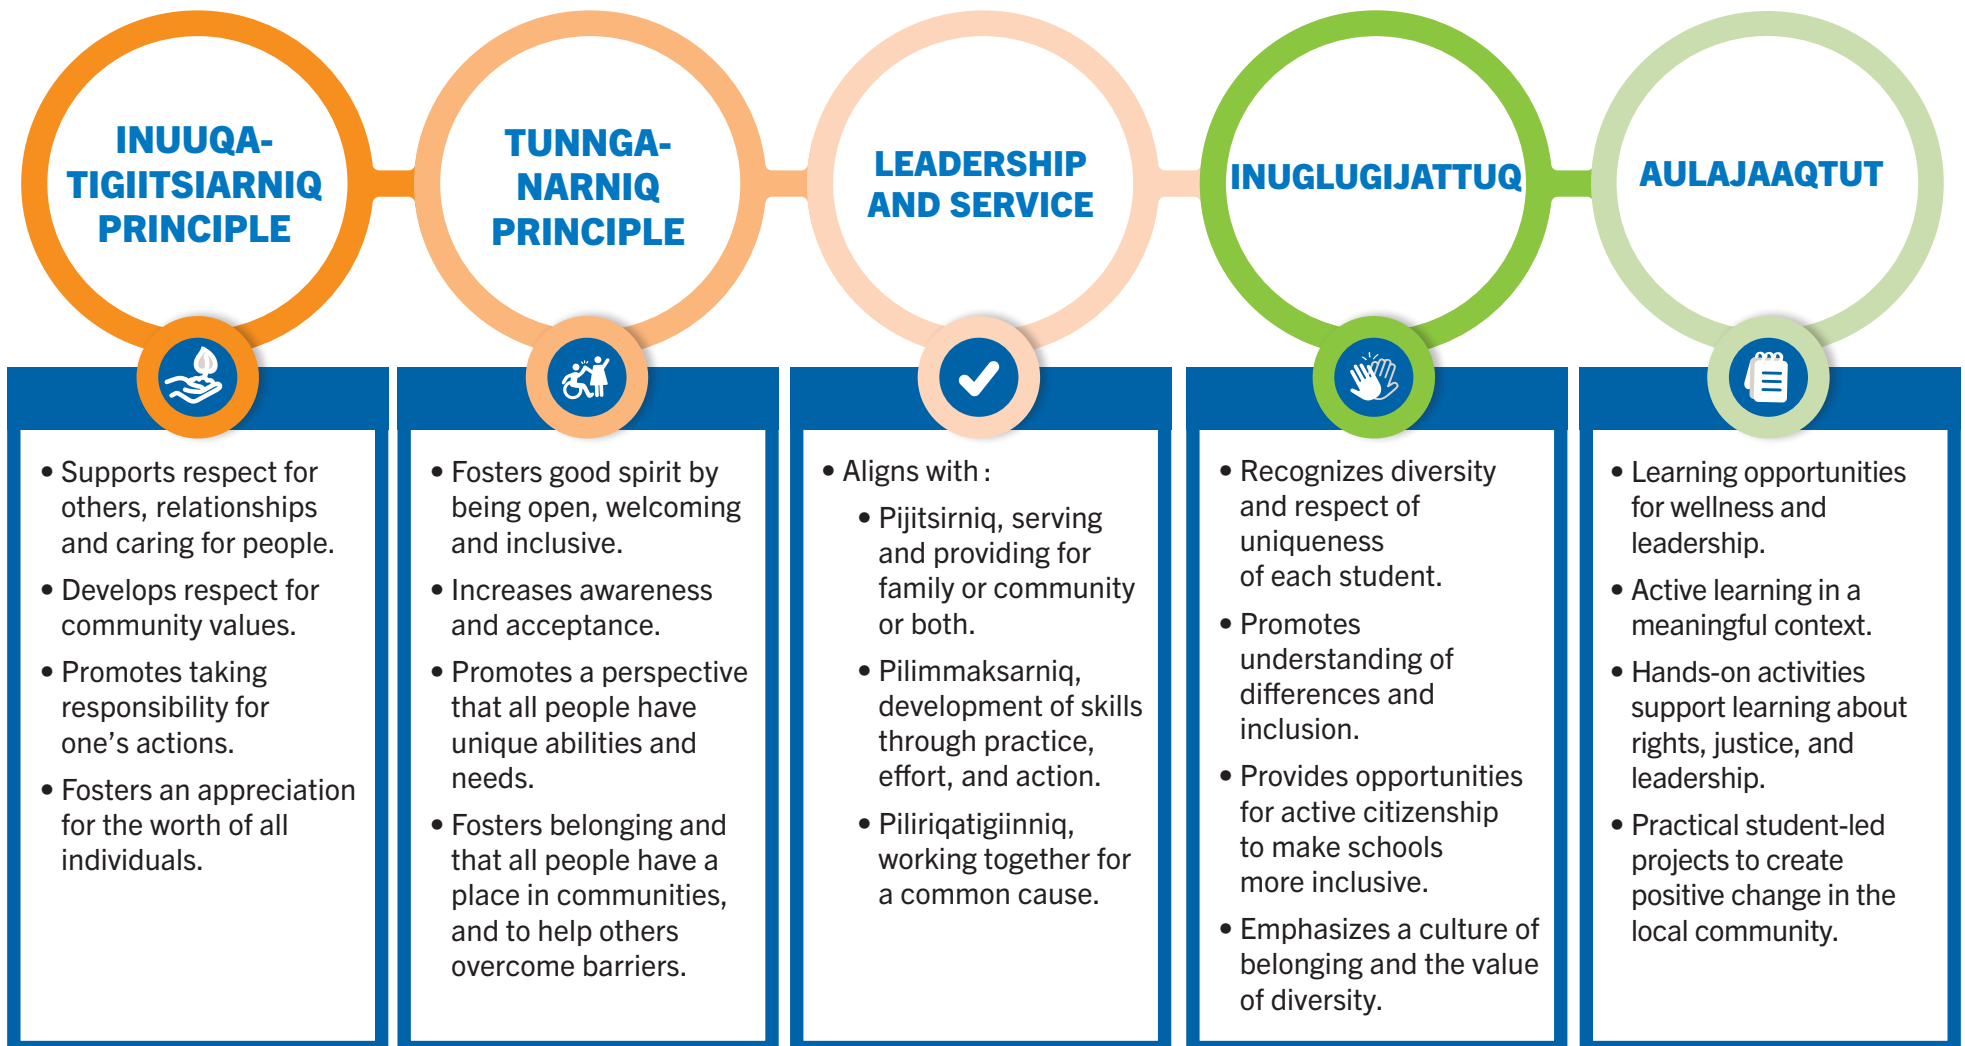 INUUQA-
TIGIITSIARNIQ
PRINCIPLE
• Supports respect for
others, relationships
and caring for people.
• Develops respect for
community values.
• Promotes taking
responsibility for
one's actions.
• Fosters an appreciation
for the worth of all
individuals.
TUNNGA-
NARNIQ
PRINCIPLE
• Fosters good spirit by
being open, welcoming
and inclusive.
• Increases awareness
and acceptance.
• Promotes a perspective
that all people have
unique abilities and
needs.
• Fosters belonging and
that all people have a
place in communities,
and to help others
overcome barriers.
LEADERSHIP
AND SERVICE
• Aligns with :
• Pijitsirniq, serving
and providing for
family or community
or both.
• Pilimmaksarniq,
development of skills
through practice,
effort, and action.
• Piliriqatigiinniq,
working together for
a common cause.
INUGLUGIJATTUQ
• Recognizes diversity
and respect of
uniqueness
of each student.
• Promotes
understanding of
differences and
inclusion.
• Provides opportunities
for active citizenship
to make schools
more inclusive.
• Emphasizes a culture of
belonging and the value
of diversity.
AULAJAAQTUT
• Learning opportunities
for wellness and
leadership.
• Active learning in a
meaningful context.
• Hands-on activities
support learning about
rights, justice, and
leadership.
• Practical student-led
projects to create
positive change in the
local community.